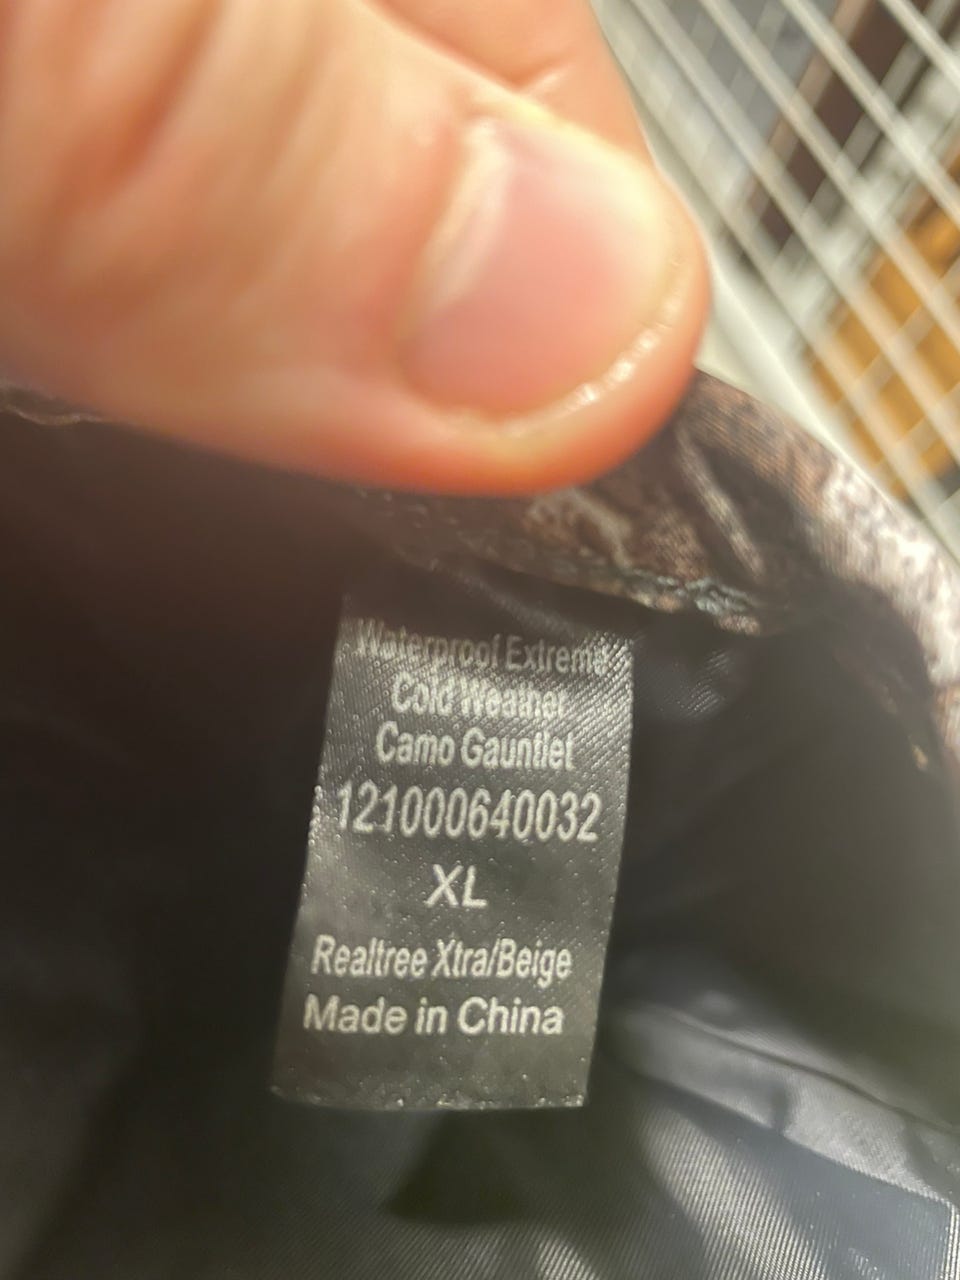 Waterproof Extreme
Cold Weather
Camo Gauntlet
121000640032
XL
Realtree Xtra/Beige
Made in China